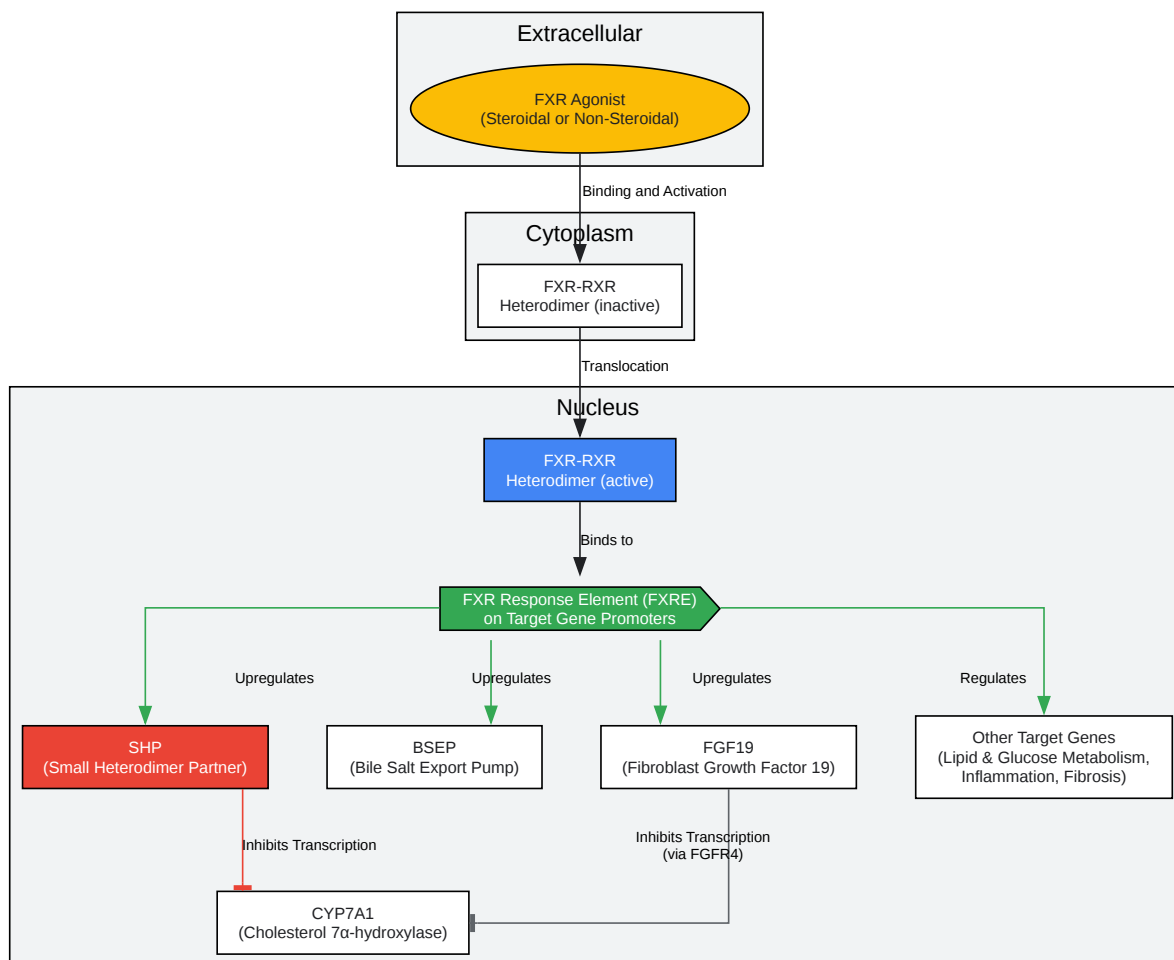 Extracellular
FXR Agonist
(Steroidal or Non-Steroidal)
Binding and Activation
Cytoplasm
FXR-RXR
Heterodimer (inactive)
Translocation
Nucleus
FXR-RXR
Heterodimer (active)
Binds to
FXR Response Element (FXRE)
on Target Gene Promoters
Upregulates
Upregulates
Upregulates
Regulates
SHP
(Small Heterodimer Partner)
BSEP
(Bile Salt Export Pump)
FGF19
(Fibroblast Growth Factor 19)
Other Target Genes
(Lipid & Glucose Metabolism,
Inflammation, Fibrosis)
Inhibits Transcription
Inhibits Transcription
(via FGFR4)
CYP7A1
(Cholesterol 7α-hydroxylase)